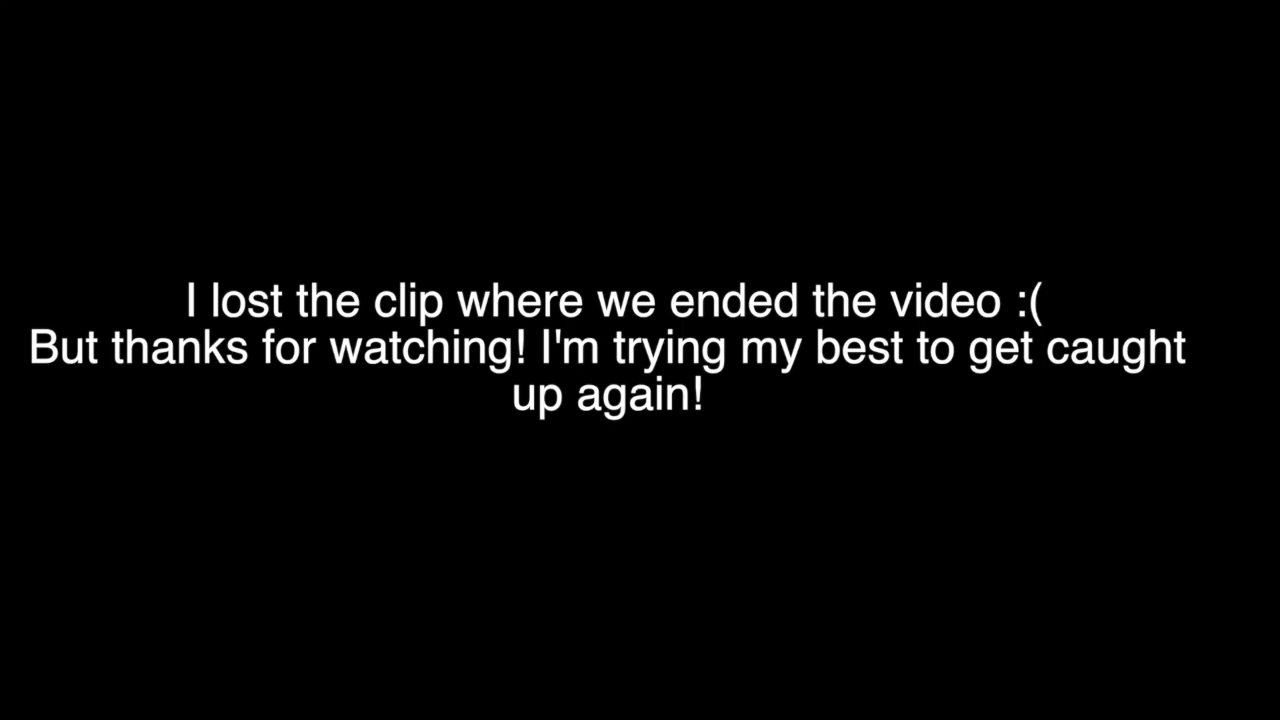 I lost the clip where we ended the video :(
But thanks for watching! I'm trying my best to get caught
up again!